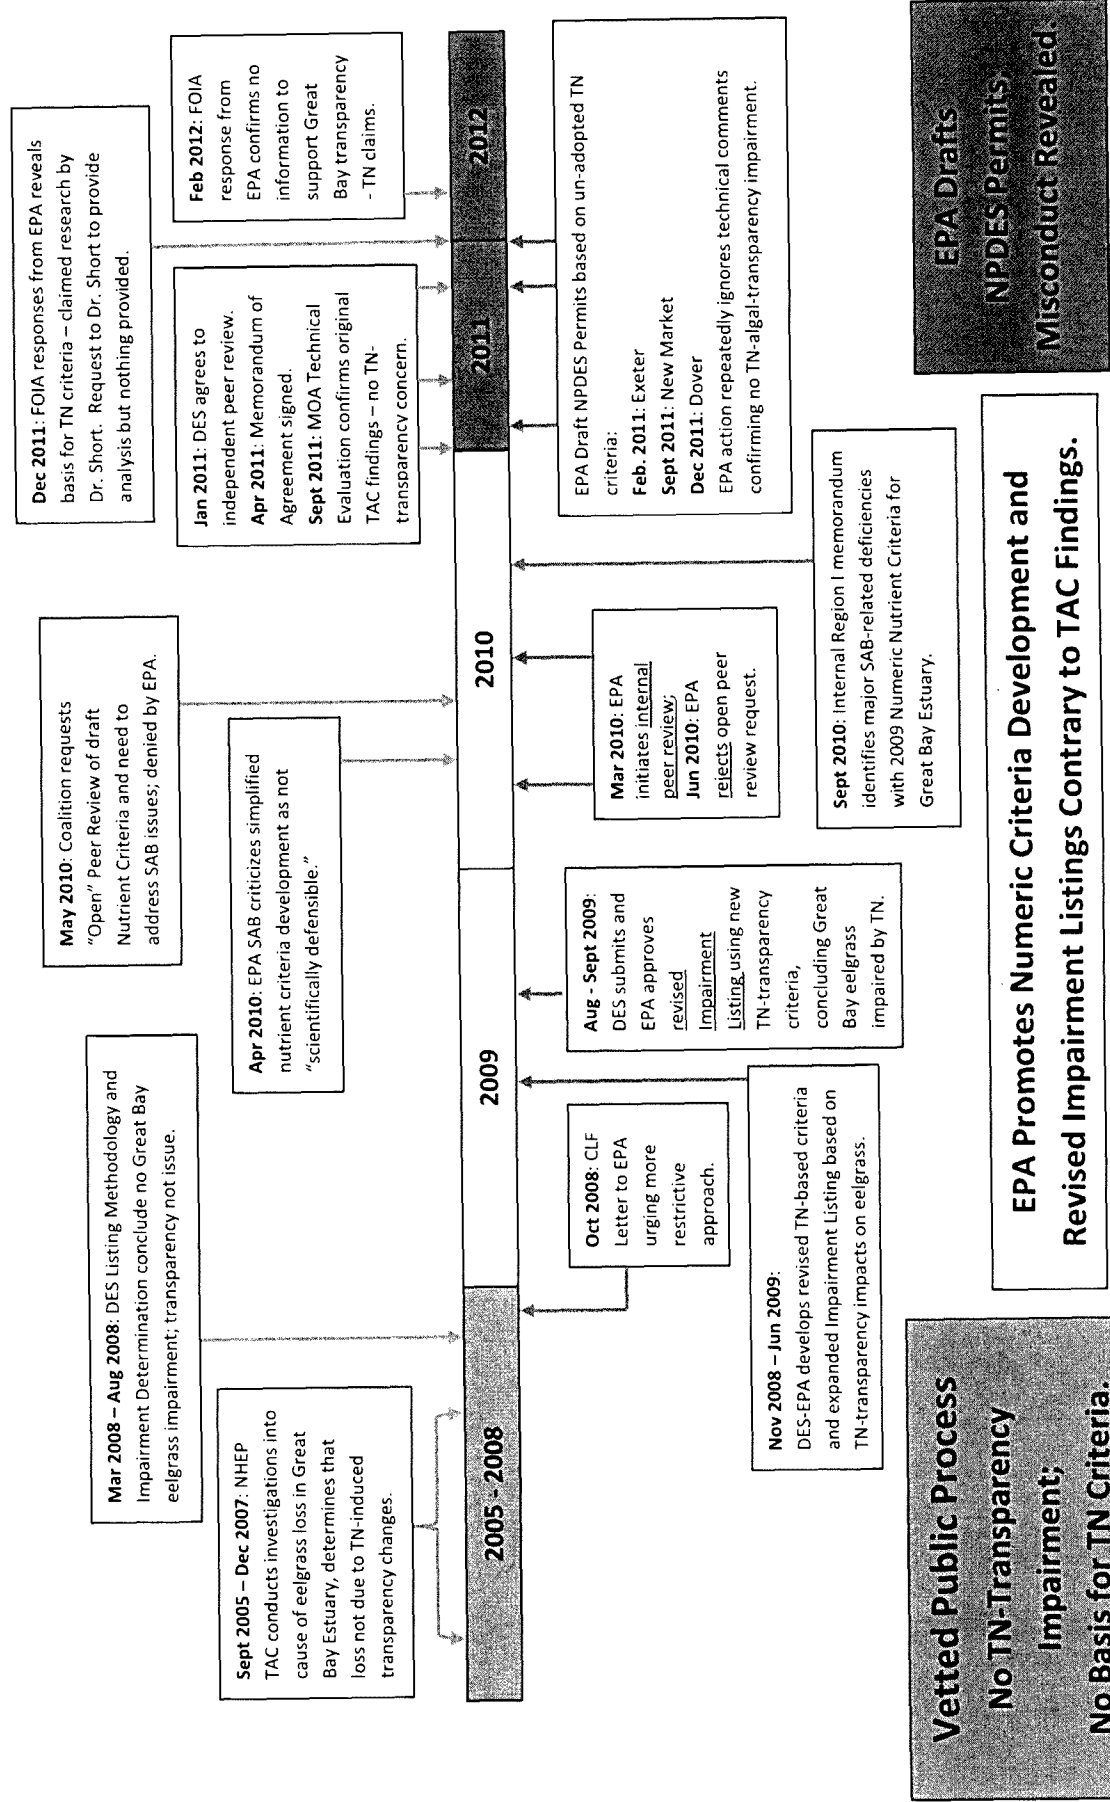 Sept 2005 – Dec 2007: NHEP
TAC conducts investigations into
cause of eelgrass loss in Great
Bay Estuary, determines that
loss not due to TN-induced
transparency changes.
Mar 2008 – Aug 2008: DES Listing Methodology and
Impairment Determination conclude no Great Bay
eelgrass impairment; transparency not issue.
Apr 2010: EPA SAB criticizes simplified
nutrient criteria development as not
"scientifically defensible."
May 2010: Coalition requests
"Open" Peer Review of draft
Nutrient Criteria and need to
address SAB issues; denied by EPA.
Jan 2011: DES agrees to
independent peer review.
Apr 2011: Memorandum of
Agreement signed.
Sept 2011: MOA Technical
Evaluation confirms original
TAC findings – no TN-
transparency concern.
Dec 2011: FOIA responses from EPA reveals
basis for TN criteria – claimed research by
Dr. Short. Request to Dr. Short to provide
analysis but nothing provided.
Feb 2012: FOIA
response from
EPA confirms no
information to
support Great
Bay transparency
- TN claims.
2005 - 2008
2009
2010
2011
2012
Oct 2008: CLF
Letter to EPA
urging more
restrictive
approach.
Nov 2008 – Jun 2009:
DES-EPA develops revised TN-based criteria
and expanded Impairment Listing based on
TN-transparency impacts on eelgrass.
Aug - Sept 2009:
DES submits and
EPA approves
revised
Impairment
Listing using new
TN-transparency
criteria,
concluding Great
Bay eelgrass
impaired by TN.
Mar 2010: EPA
initiates internal
peer review;
Jun 2010: EPA
rejects open peer
review request.
Sept 2010: Internal Region I memorandum
identifies major SAB-related deficiencies
with 2009 Numeric Nutrient Criteria for
Great Bay Estuary.
EPA Draft NPDES Permits based on un-adopted TN
criteria:
Feb. 2011: Exeter
Sept 2011: New Market
Dec 2011: Dover
EPA action repeatedly ignores technical comments
confirming no TN-algal-transparency impairment.
Vetted Public Process
No TN-Transparency
Impairment;
No Basis for TN Criteria.
EPA Promotes Numeric Criteria Development and
Revised Impairment Listings Contrary to TAC Findings.
EPA Drafts
NPDES Permits.
Misconduct Revealed.